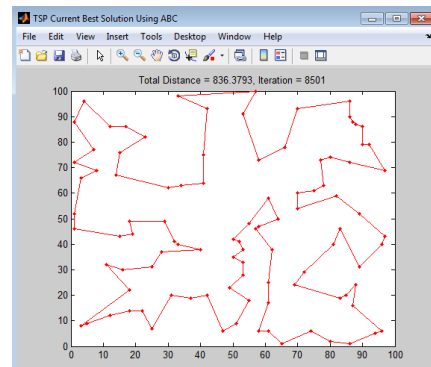 TSP Current Best Solution Using ABC
File Edit View Insert Tools Desktop Window Help
Total Distance = 836.3793, Iteration = 8501
100
90
80
70
60
50
40
30
20
10
0
0 10 20 30 40 50 60 70 80 90 100